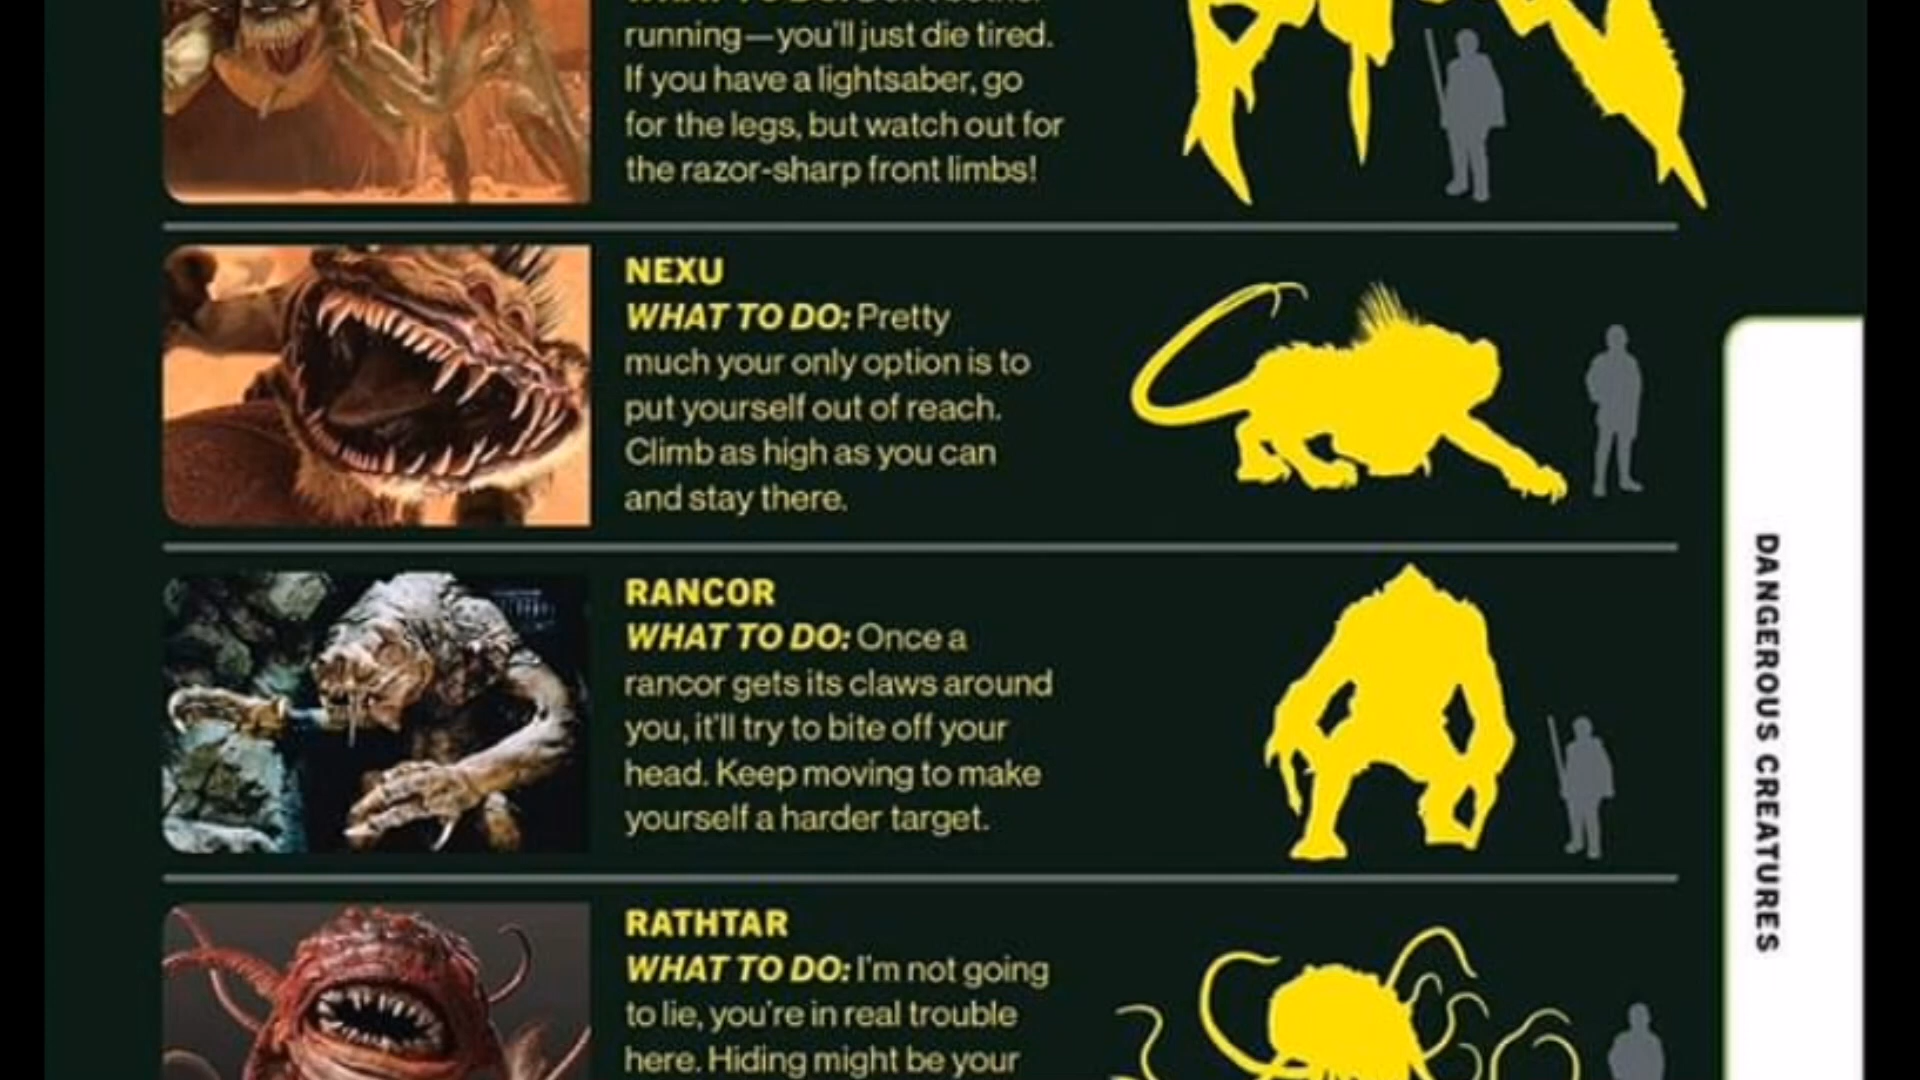 running—you'll just die tired.
If you have a lightsaber, go
for the legs, but watch out for
the razor-sharp front limbs!
NEXU
WHAT TO DO: Pretty
much your only option is to
put yourself out of reach.
Climb as high as you can
and stay there.
RANCOR
WHAT TO DO: Once a
rancor gets its claws around
you, it'll try to bite off your
head. Keep moving to make
yourself a harder target.
RATHTAR
WHAT TO DO: I'm not going
to lie, you're in real trouble
here. Hiding might be your
DANGEROUS CREATURES